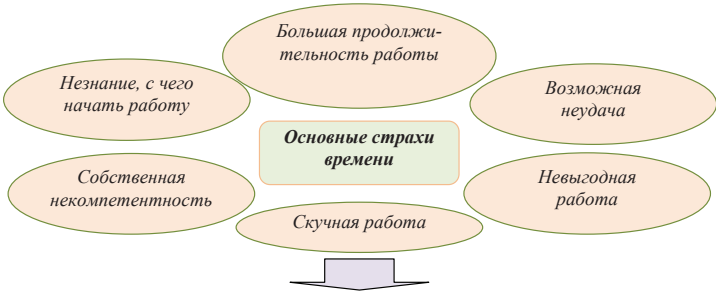 Большая продолжи-
тельность работы
Незнание, с чего
начать работу
Возможная
неудача
Основные страхи
времени
Собственная
некомпетентность
Невыгодная
работа
Скучная работа